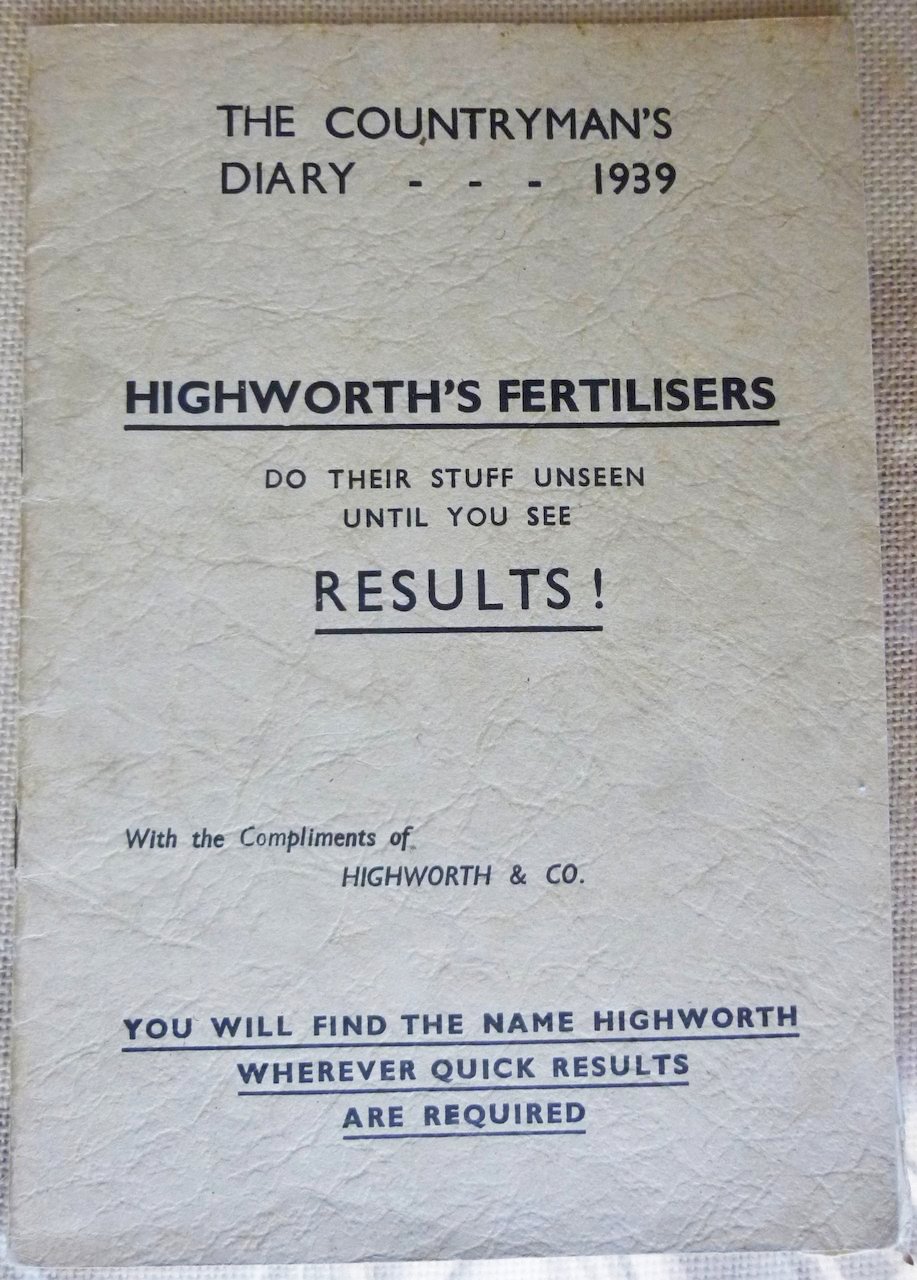 THE COUNTRYMAN'S
DIARY - - - 1939
HIGHWORTH'S FERTILISERS
DO THEIR STUFF UNSEEN
UNTIL YOU SEE
RESULTS !
With the Compliments of
HIGHWORTH & CO.
YOU WILL FIND THE NAME HIGHWORTH
WHEREVER QUICK RESULTS
ARE REQUIRED